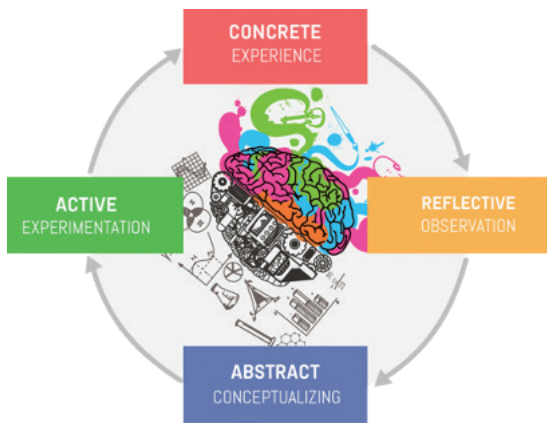 CONCRETE
EXPERIENCE
REFLECTIVE
OBSERVATION
ABSTRACT
CONCEPTUALIZING
ACTIVE
EXPERIMENTATION